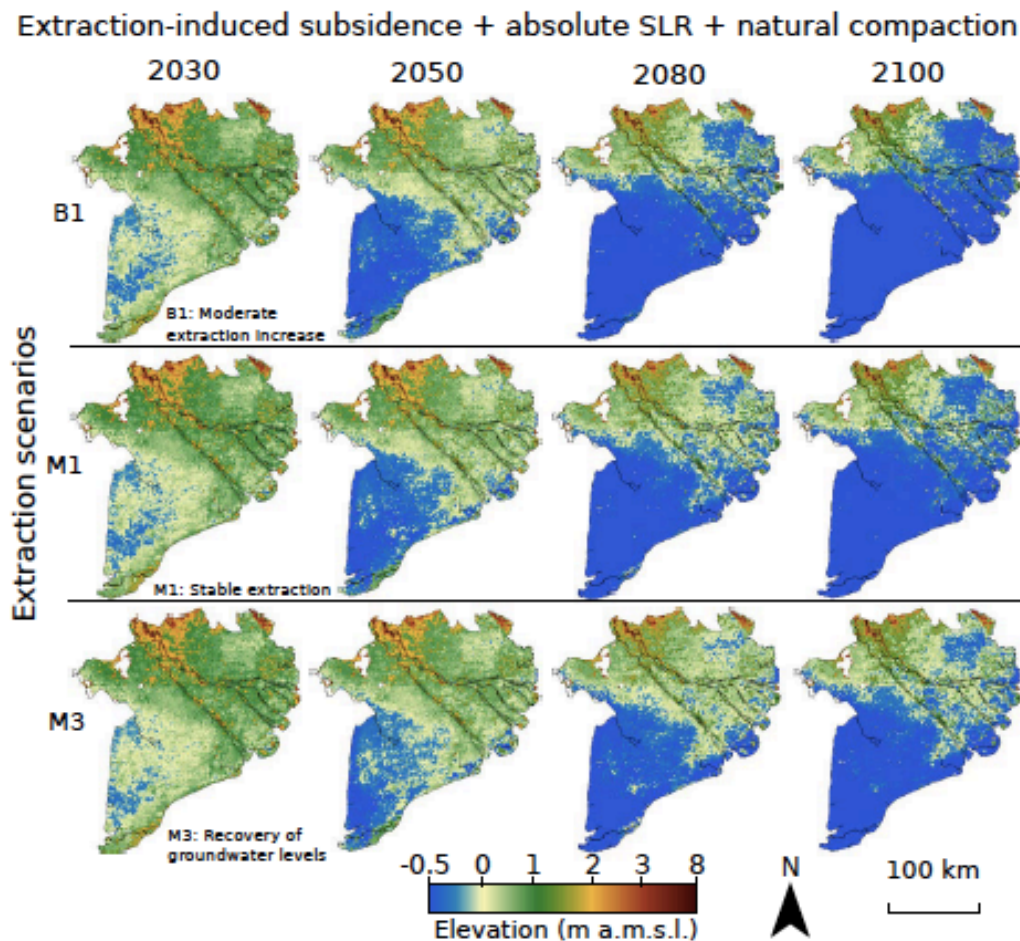 Extraction-induced subsidence + absolute SLR + natural compaction
2030 2050 2080 2100
Extraction scenarios
B1
B1: Moderate
extraction increase
M1
M1: Stable extraction
M3
M3: Recovery of
groundwater levels
-0.5 0 1 2 3 8
Elevation (m a.m.s.l.)
N
100 km